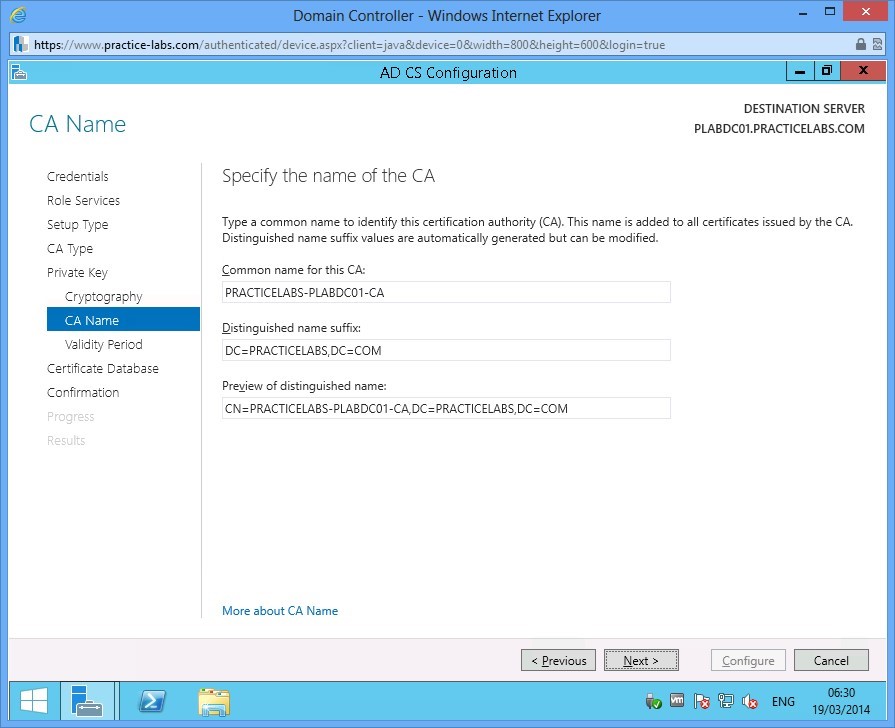 Domain Controller - Windows Internet Explorer
https://www.practice-labs.com/authenticated/device.aspx?client=java&device=0&width=800&height=600&login=true
AD CS Configuration
CA Name
DESTINATION SERVER
PLABDC01.PRACTICELABS.COM
Credentials
Role Services
Setup Type
CA Type
Private Key
Cryptography
CA Name
Validity Period
Certificate Database
Confirmation
Progress
Results
Specify the name of the CA
Type a common name to identify this certification authority (CA). This name is added to all certificates issued by the CA.
Distinguished name suffix values are automatically generated but can be modified.
Common name for this CA:
PRACTICELABS-PLABDC01-CA
Distinguished name suffix:
DC=PRACTICELABS,DC=COM
Preview of distinguished name:
CN=PRACTICELABS-PLABDC01-CA,DC=PRACTICELABS,DC=COM
More about CA Name
< Previous
Next >
Configure
Cancel
vm
ENG
06:30
19/03/2014